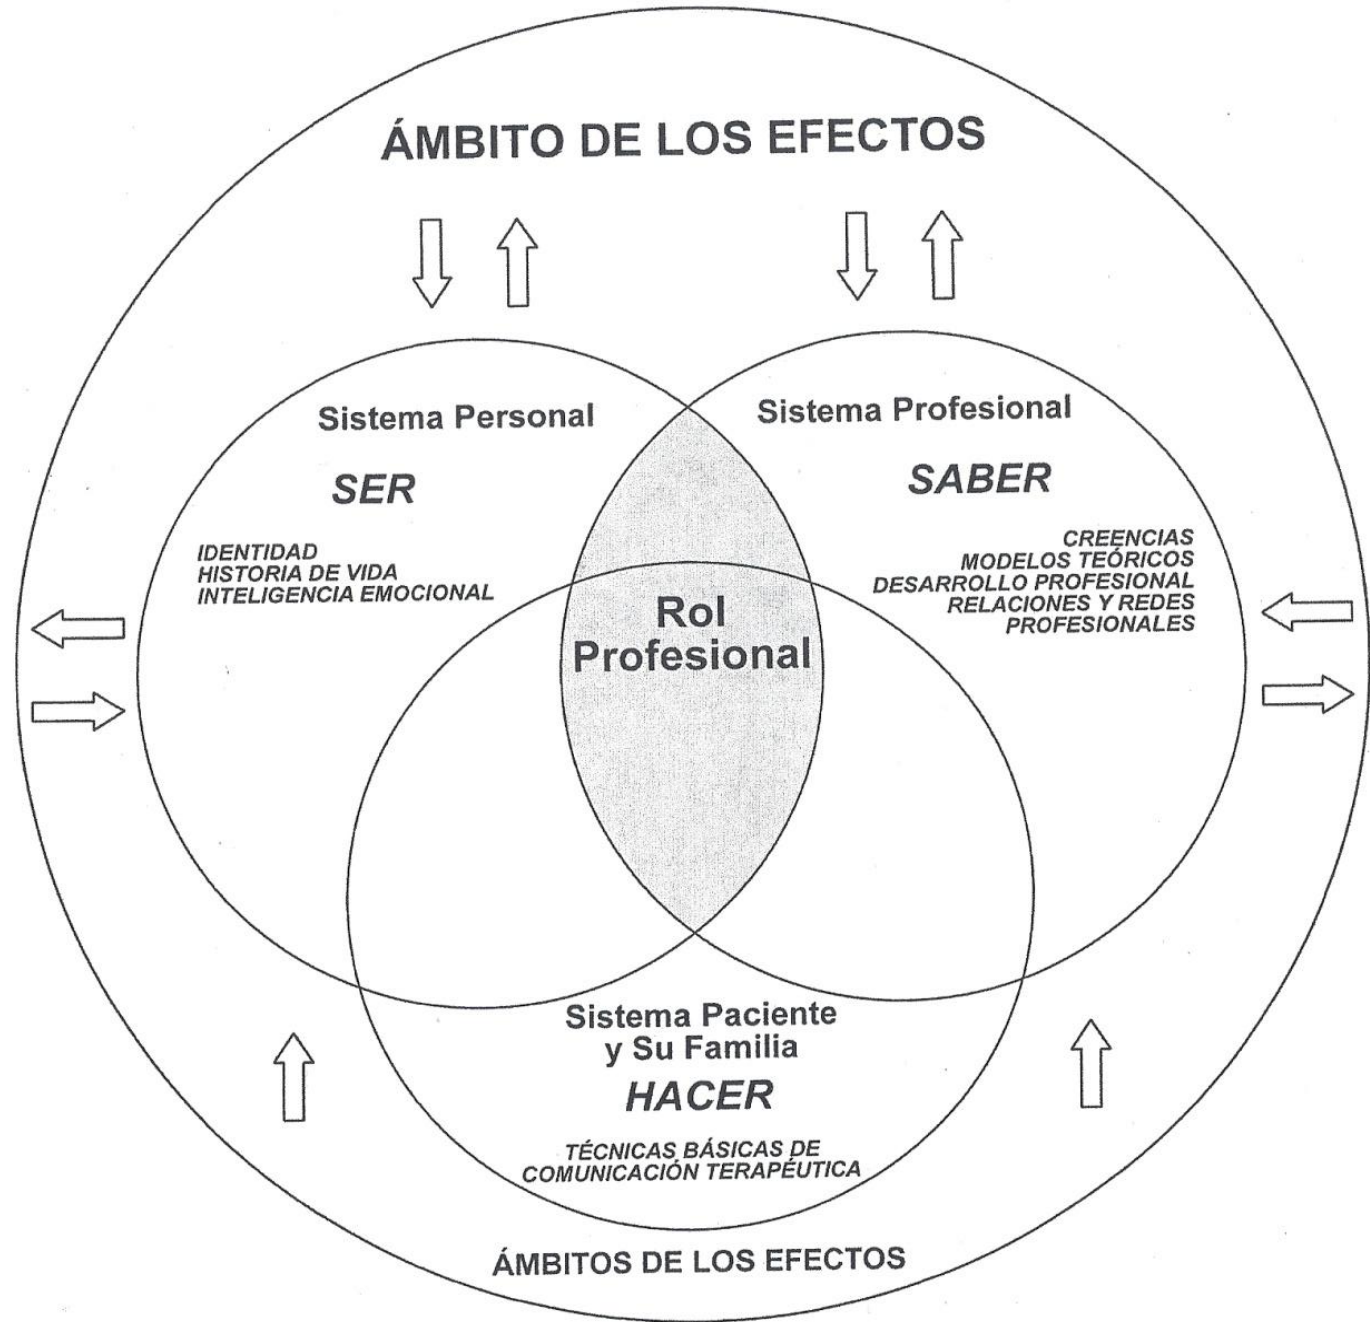 ÁMBITO DE LOS EFECTOS
Sistema Personal
SER
IDENTIDAD
HISTORIA DE VIDA
INTELIGENCIA EMOCIONAL
Sistema Profesional
SABER
CREENCIAS
MODELOS TEÓRICOS
DESARROLLO PROFESIONAL
RELACIONES Y REDES
PROFESIONALES
Rol
Profesional
Sistema Paciente
y Su Familia
HACER
TÉCNICAS BÁSICAS DE
COMUNICACIÓN TERAPÉUTICA
ÁMBITOS DE LOS EFECTOS